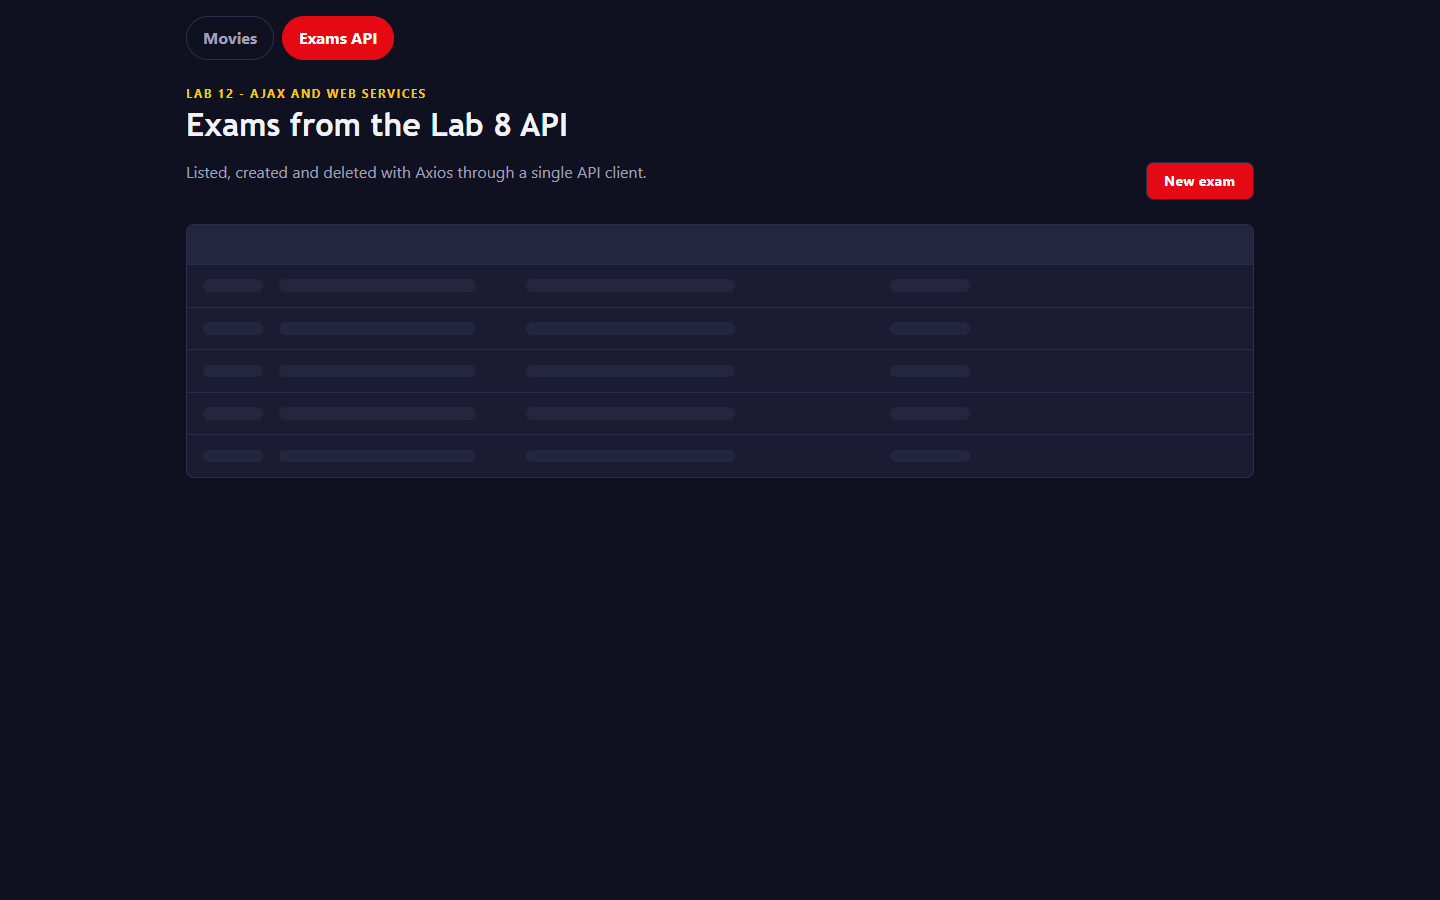 Movies
Exams API
LAB 12 - AJAX AND WEB SERVICES
Exams from the Lab 8 API
Listed, created and deleted with Axios through a single API client.
New exam